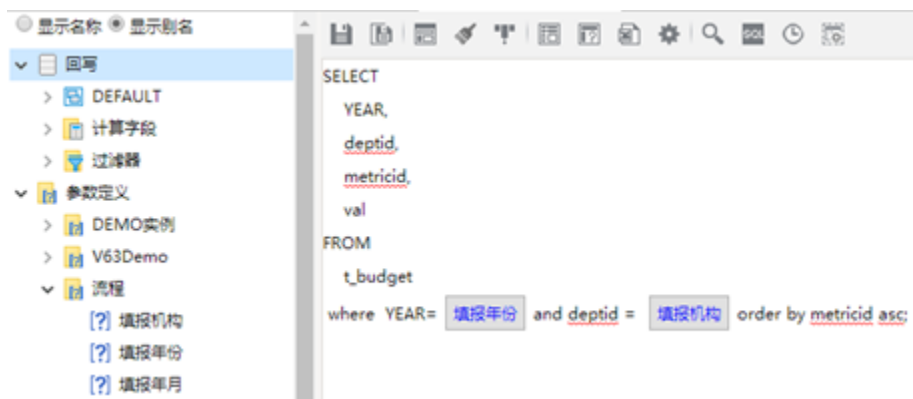 显示名称 显示别名
回写
DEFAULT
计算字段
过滤器
参数定义
DEMO实例
V63Demo
流程
[?] 填报机构
[?] 填报年份
[?] 填报年月
SQL
SELECT
YEAR,
deptid,
metricid,
val
FROM
t_budget
where YEAR= 填报年份 and deptid = 填报机构 order by metricid asc;